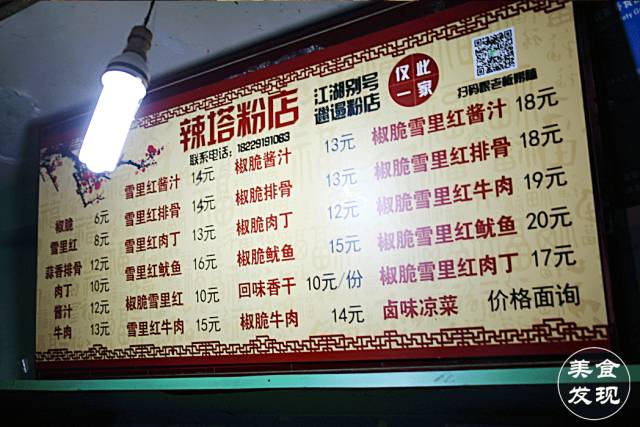 辣塔粉店
江湖别号
邋遢粉店
仅此
一家
扫码跟老板撩骚
联系电话：18229191083
椒脆 6元
雪里红 8元
蒜香排骨 12元
肉丁 10元
酱汁 12元
牛肉 13元
雪里红酱汁 14元
雪里红排骨 14元
雪里红肉丁 13元
雪里红鱿鱼 16元
椒脆雪里红 10元
雪里红牛肉 15元
椒脆酱汁 13元
椒脆排骨 13元
椒脆肉丁 12元
椒脆鱿鱼 15元
回味香干 10元/份
椒脆牛肉 14元
椒脆雪里红酱汁 18元
椒脆雪里红排骨 18元
椒脆雪里红牛肉 19元
椒脆雪里红鱿鱼 20元
椒脆雪里红肉丁 17元
卤味凉菜 价格面询
美食
发现